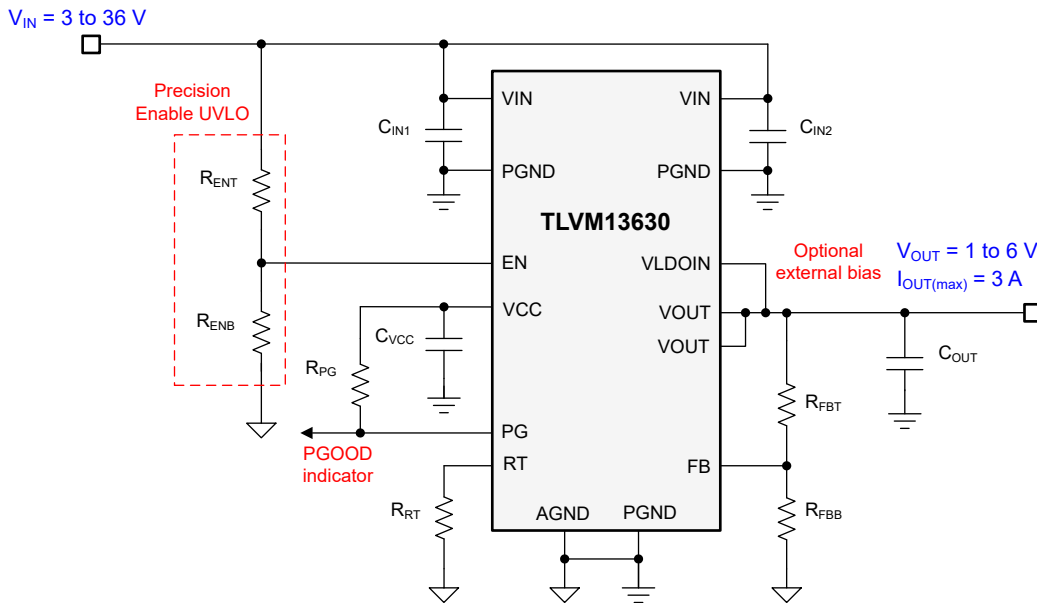 VIN = 3 to 36 V
Precision
Enable UVLO
RENT
RENB
CIN1
CIN2
VIN
VIN
PGND
PGND
TLVM13630
EN
VLDOIN
Optional
external bias
VOUT = 1 to 6 V
IOUT(max) = 3 A
VCC
VOUT
VOUT
CVCC
RPG
COUT
RFBT
PG
PGOOD
indicator
RT
FB
RRT
RFBB
AGND
PGND